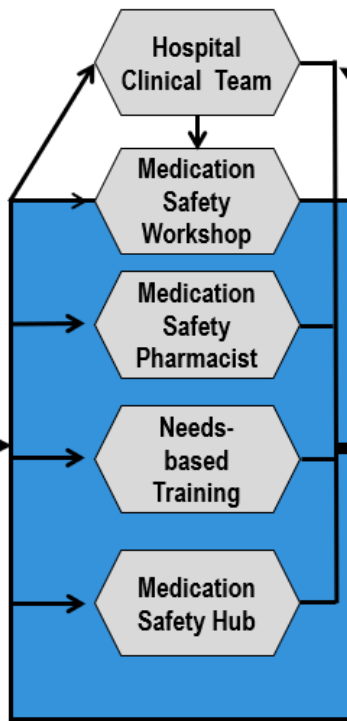 Hospital
Clinical Team
Medication
Safety
Workshop
Medication
Safety
Pharmacist
Needs-
based
Training
Medication
Safety Hub